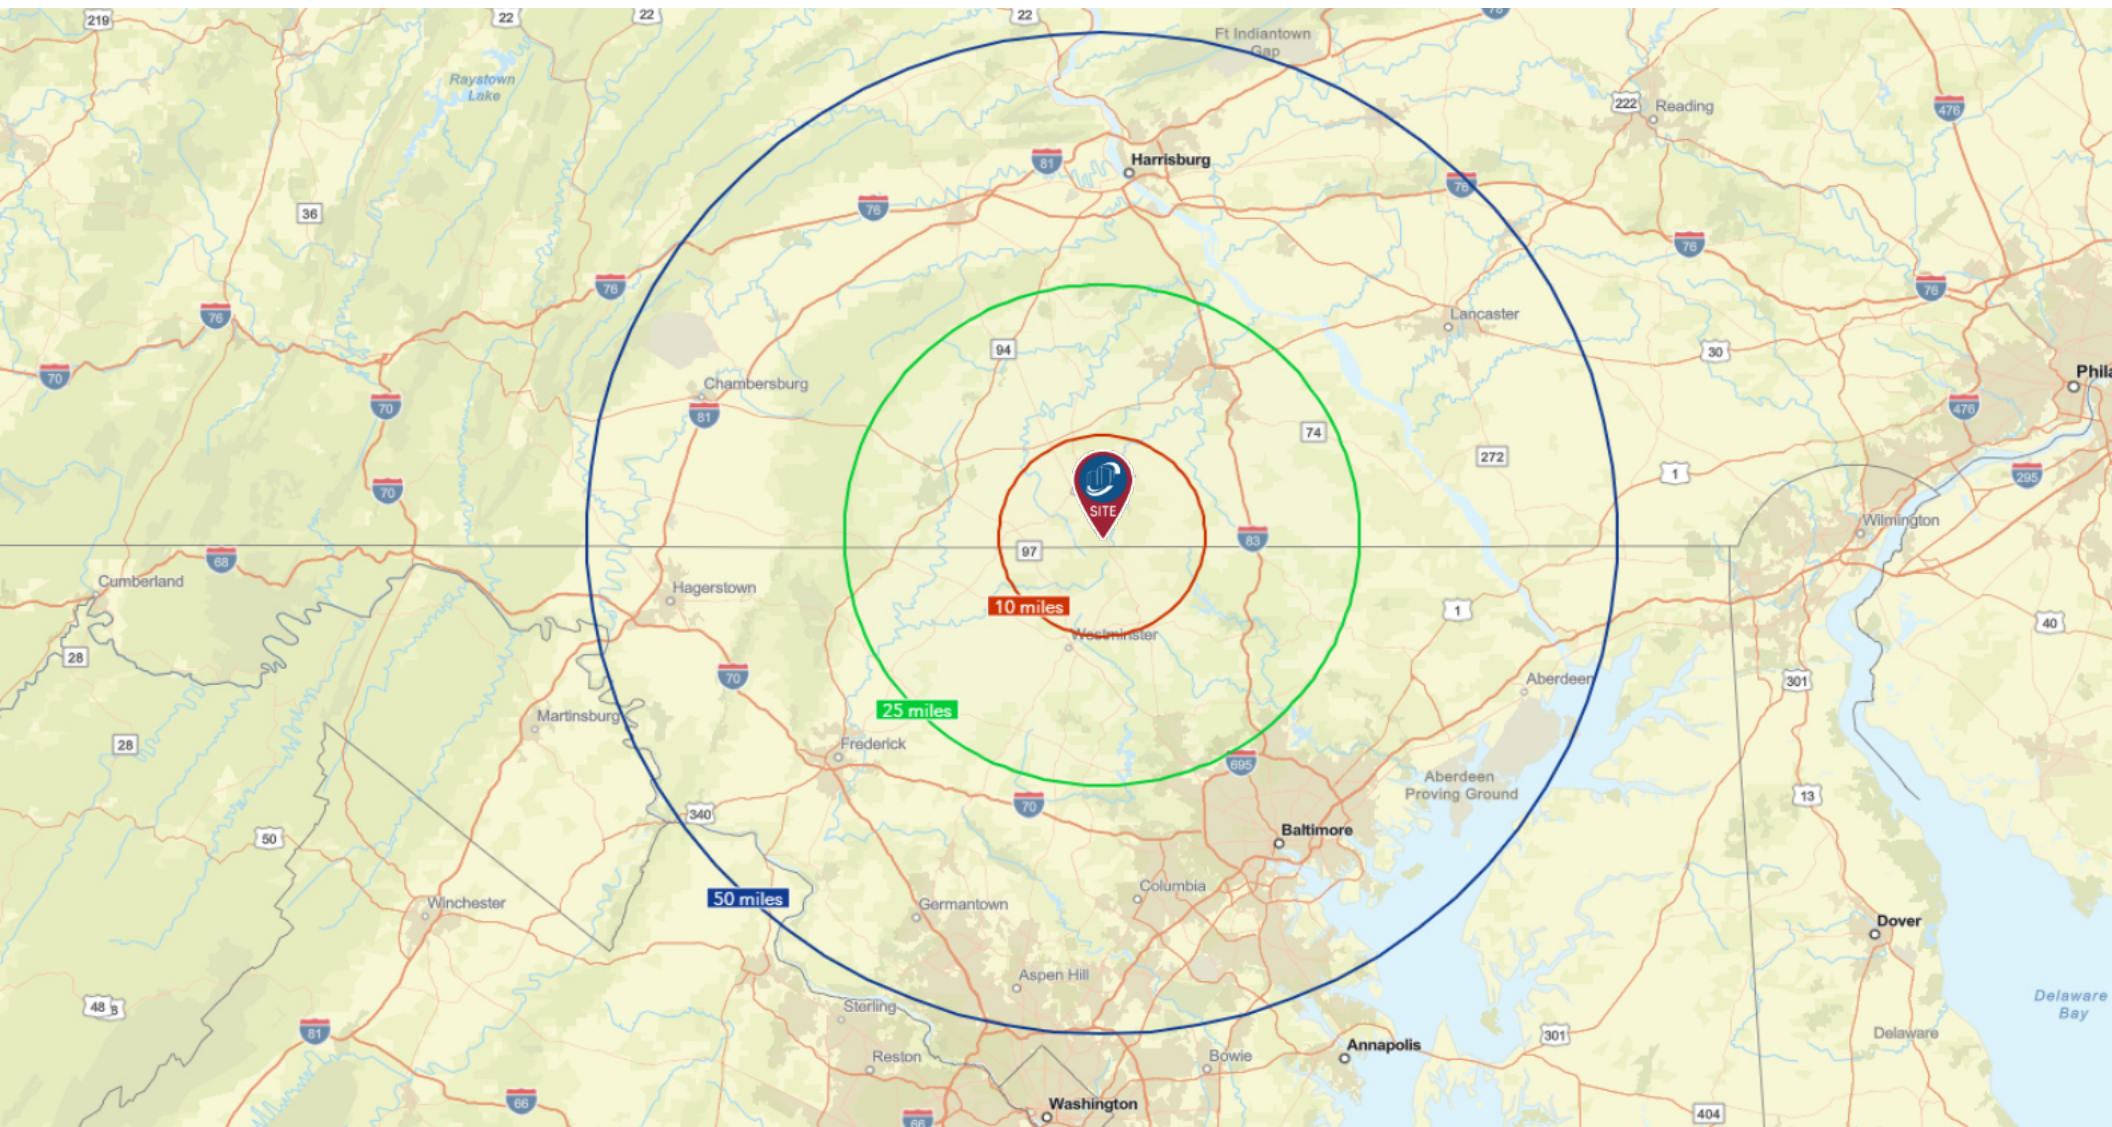 219
22
22
22
78
Ft Indiantown
Gap
Raystown
Lake
222
Reading
476
81
Harrisburg
76
76
36
76
76
76
76
Lancaster
94
30
70
Chambersburg
Phila
70
81
476
74
272
1
295
70
SITE
Wilmington
83
97
68
Cumberland
Hagerstown
10 miles
1
40
Westminster
28
70
Aberdeen
301
25 miles
Martinsburg
28
Frederick
695
Aberdeen
Proving Ground
13
70
340
50
Baltimore
Columbia
50 miles
Winchester
Germantown
Dover
Aspen Hill
Delaware
Bay
48
Sterling
81
301
Delaware
Annapolis
Reston
Bowie
66
Washington
404
66